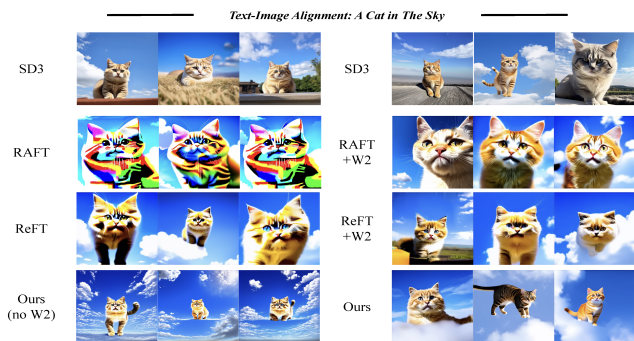 Text-Image Alignment: A Cat in The Sky
SD3
SD3
RAFT
RAFT
+W2
ReFT
ReFT
+W2
Ours
(no W2)
Ours